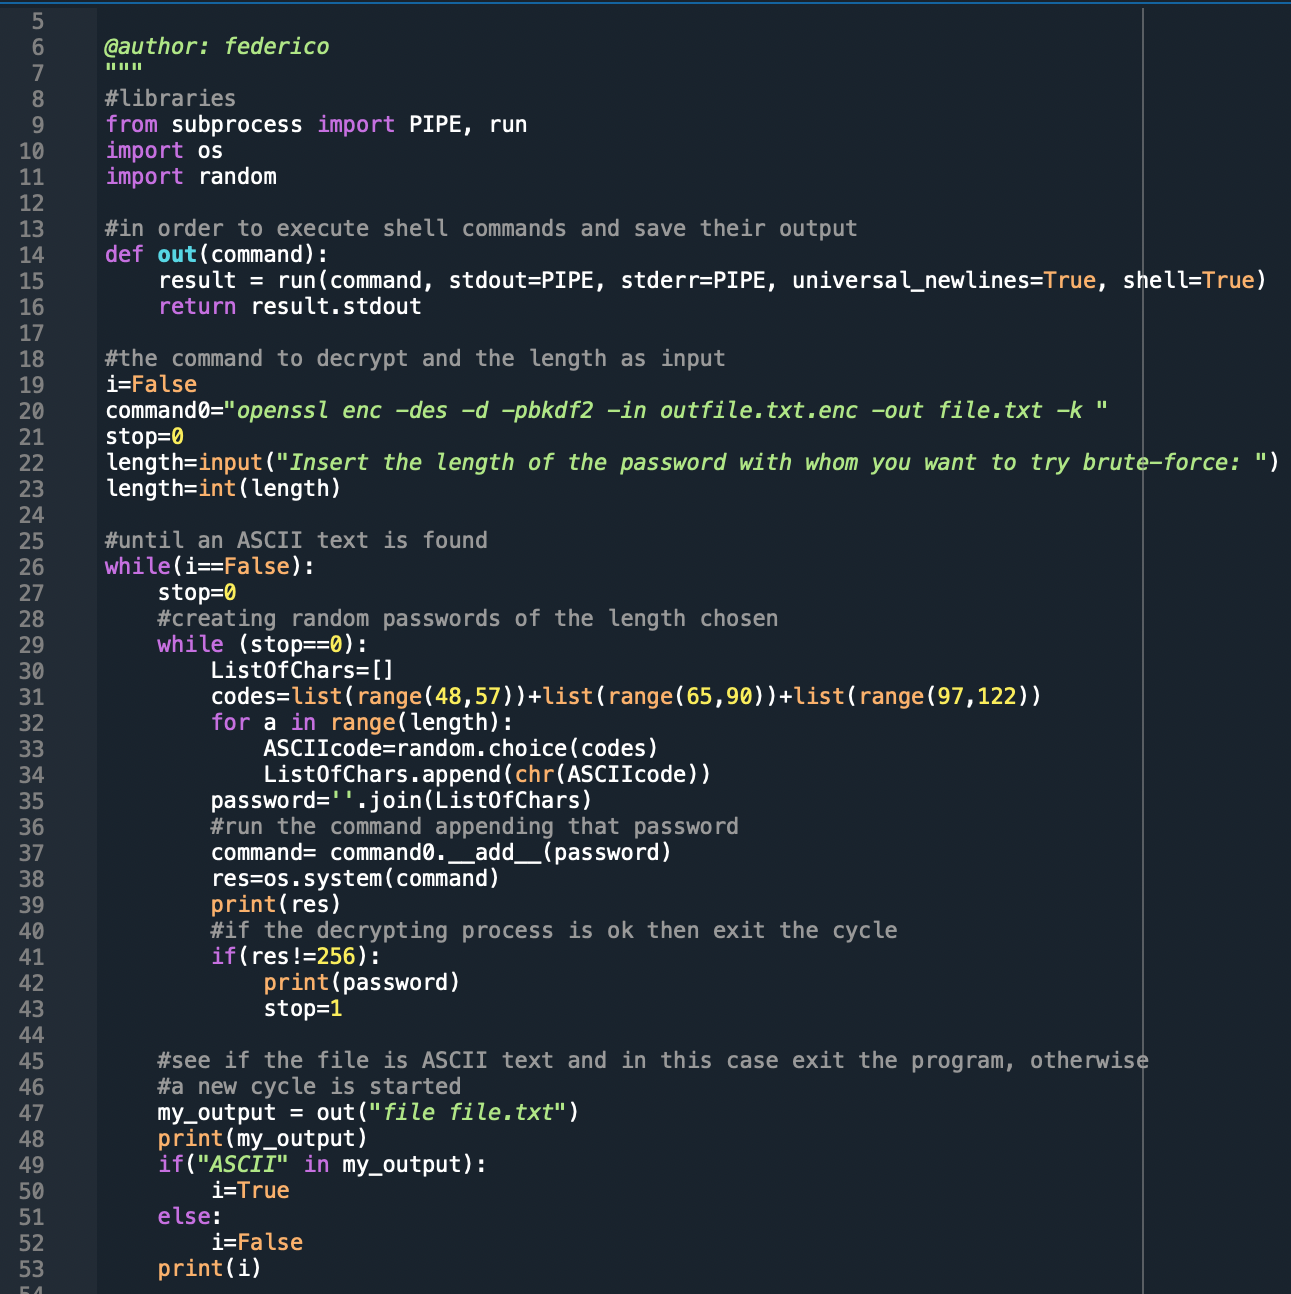 5
6 @author: federico
7 """
8 #libraries
9 from subprocess import PIPE, run
10 import os
11 import random
12
13 #in order to execute shell commands and save their output
14 def out(command):
15     result = run(command, stdout=PIPE, stderr=PIPE, universal_newlines=True, shell=True)
16     return result.stdout
17
18 #the command to decrypt and the length as input
19 i=False
20 command0="openssl enc -des -d -pbkdf2 -in outfile.txt.enc -out file.txt -k "
21 stop=0
22 length=input("Insert the length of the password with whom you want to try brute-force: ")
23 length=int(length)
24
25 #until an ASCII text is found
26 while(i==False):
27     stop=0
28     #creating random passwords of the length chosen
29     while (stop==0):
30         ListOfChars=[]
31         codes=list(range(48,57))+list(range(65,90))+list(range(97,122))
32         for a in range(length):
33             ASCIIcode=random.choice(codes)
34             ListOfChars.append(chr(ASCIIcode))
35         password=''.join(ListOfChars)
36         #run the command appending that password
37         command= command0.__add__(password)
38         res=os.system(command)
39         print(res)
40         #if the decrypting process is ok then exit the cycle
41         if(res!=256):
42             print(password)
43             stop=1
44
45     #see if the file is ASCII text and in this case exit the program, otherwise
46     #a new cycle is started
47     my_output = out("file file.txt")
48     print(my_output)
49     if("ASCII" in my_output):
50         i=True
51     else:
52         i=False
53     print(i)
54